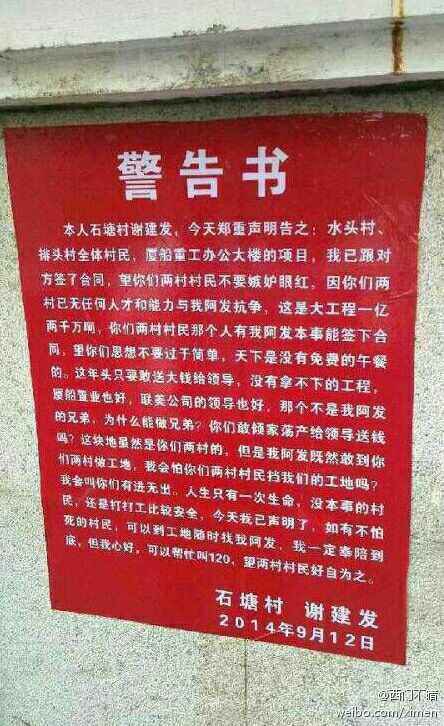 警告书
本人石塘村谢建发，今天郑重声明告之：水头村、
排头村全体村民，厦船重工办公大楼的项目，我已跟对
方签了合同，望你们两村村民不要嫉妒眼红，因你们两
村已无任何人才和能力与我阿发抗争，这是大工程一亿
两千万啊，你们两村村民那个人有我阿发本事能签下合
同，望你们思想不要过于简单，天下是没有免费的午餐
的。这年头只要敢送大钱给领导，没有拿不下的工程，
厦船置业也好，联美公司的领导也好，那个不是我阿发
的兄弟，为什么能做兄弟？你们敢倾家荡产给领导送钱
吗？这块地虽然是你们两村的，但是我阿发既然敢到你
们两村做工地，我会怕你们两村村民挡我们的工地吗？
我会叫你们有进无出。人生只有一次生命，没本事的村
民，还是打打工比较安全，今天我已声明了，如有不怕
死的村民，可以到工地随时找我阿发，我一定奉陪到
底，但我心好，可以帮忙叫120，望两村村民好自为之。
石塘村 谢建发
2014年9月12日
@西门不暗
weibo.com/ximen